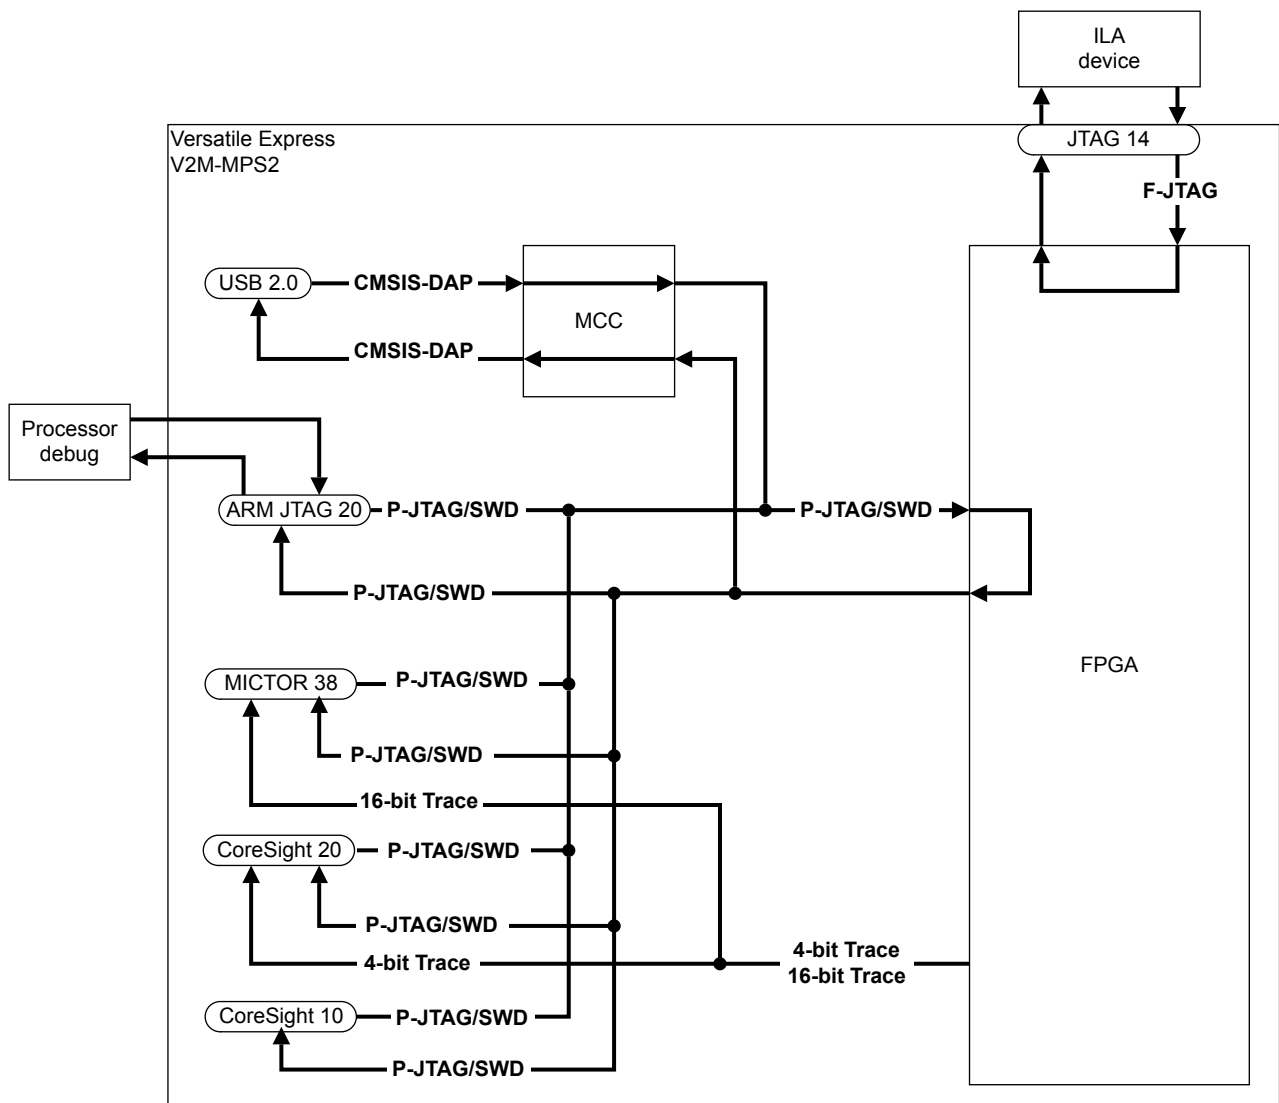 ILA
device
Versatile Express
V2M-MPS2
JTAG 14
F-JTAG
USB 2.0
CMSIS-DAP
MCC
CMSIS-DAP
Processor
debug
ARM JTAG 20
P-JTAG/SWD
P-JTAG/SWD
P-JTAG/SWD
FPGA
MICTOR 38
P-JTAG/SWD
P-JTAG/SWD
16-bit Trace
CoreSight 20
P-JTAG/SWD
P-JTAG/SWD
4-bit Trace
4-bit Trace
16-bit Trace
CoreSight 10
P-JTAG/SWD
P-JTAG/SWD